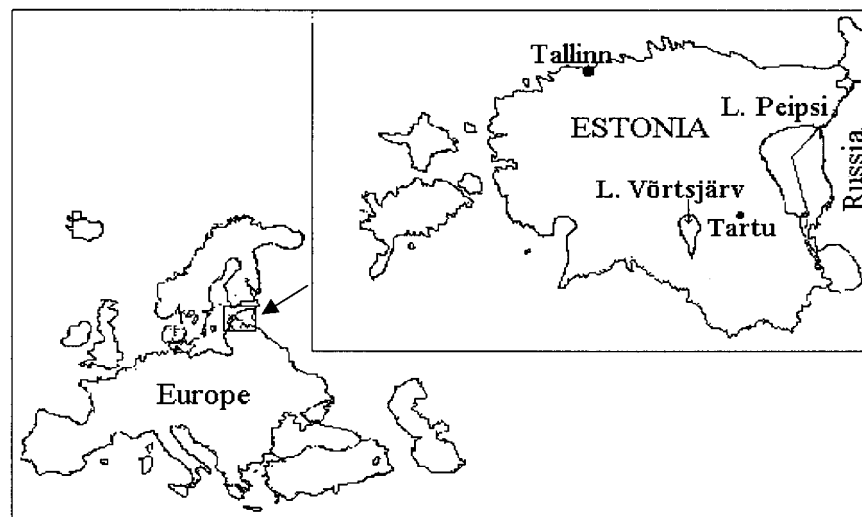 Tallinn
L. Peipsi
ESTONIA
Russia
L. Võrtsjärv
Tartu
Europe